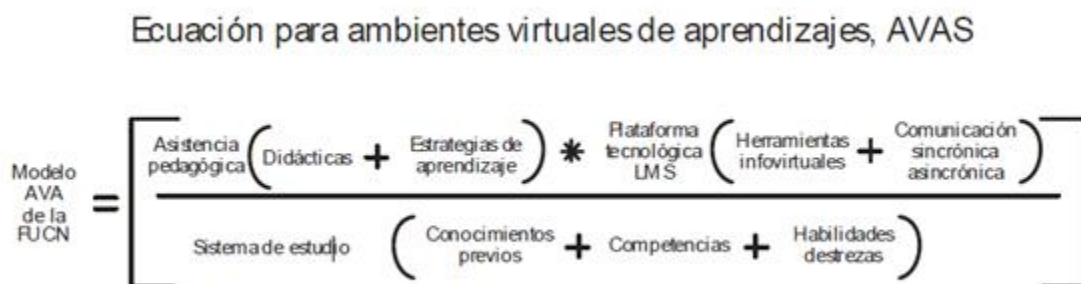 Ecuación para ambientes virtuales de aprendizajes, AVAS
Modelo
AVA
de la
FUCN
=
Asistencia
pedagógica
(
Didácticas
+
Estrategias de
aprendizaje
)
*
Plataforma
tecnológica
LMS
(
Herramientas
infovirtuales
+
Comunicación
sincrónica
asincrónica
)
Sistema de estudio
(
Conocimientos
previos
+
Competencias
+
Habilidades
destrezas
)